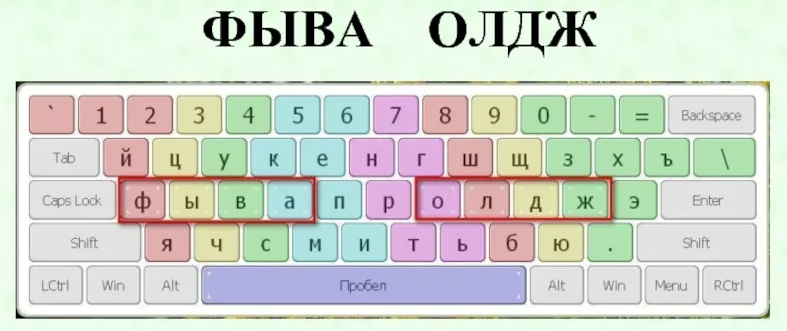 ФЫВА ОЛДЖ
` 1 2 3 4 5 6 7 8 9 0 - = Backspace
Tab й ц у к е н г ш щ з х ъ \
Caps Lock ф ы в а п р о л д ж э Enter
Shift я ч с м и т ь б ю . Shift
LCtrl Win Alt Пробел Alt Win Menu RCtrl